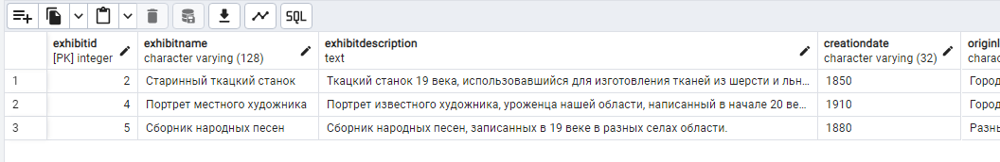 SQL
exhibitid exhibitname exhibitdescription creationdate originl
[PK] integer character varying (128) text character varying (32) chara
1 2 Старинный ткацкий станок Ткацкий станок 19 века, использовавшийся для изготовления тканей из шерсти и льн... 1850 Город
2 4 Портрет местного художника Портрет известного художника, уроженца нашей области, написанный в начале 20 ве... 1910 Город
3 5 Сборник народных песен Сборник народных песен, записанных в 19 веке в разных селах области. 1880 Разнь